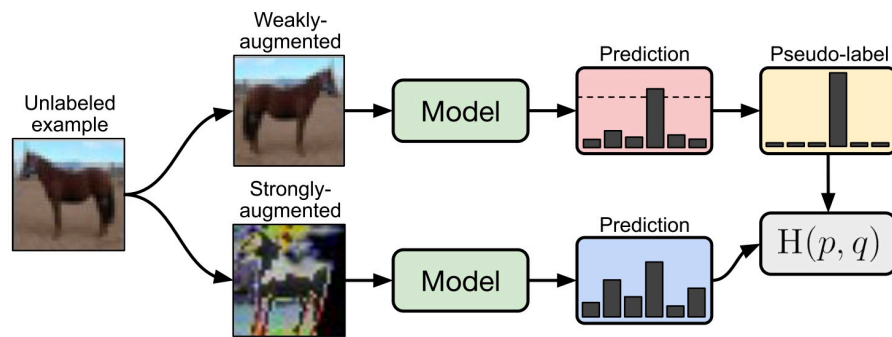 Weakly-
augmented
Prediction
Pseudo-label
Unlabeled
example
Model
Strongly-
augmented
Prediction
H(p, q)
Model